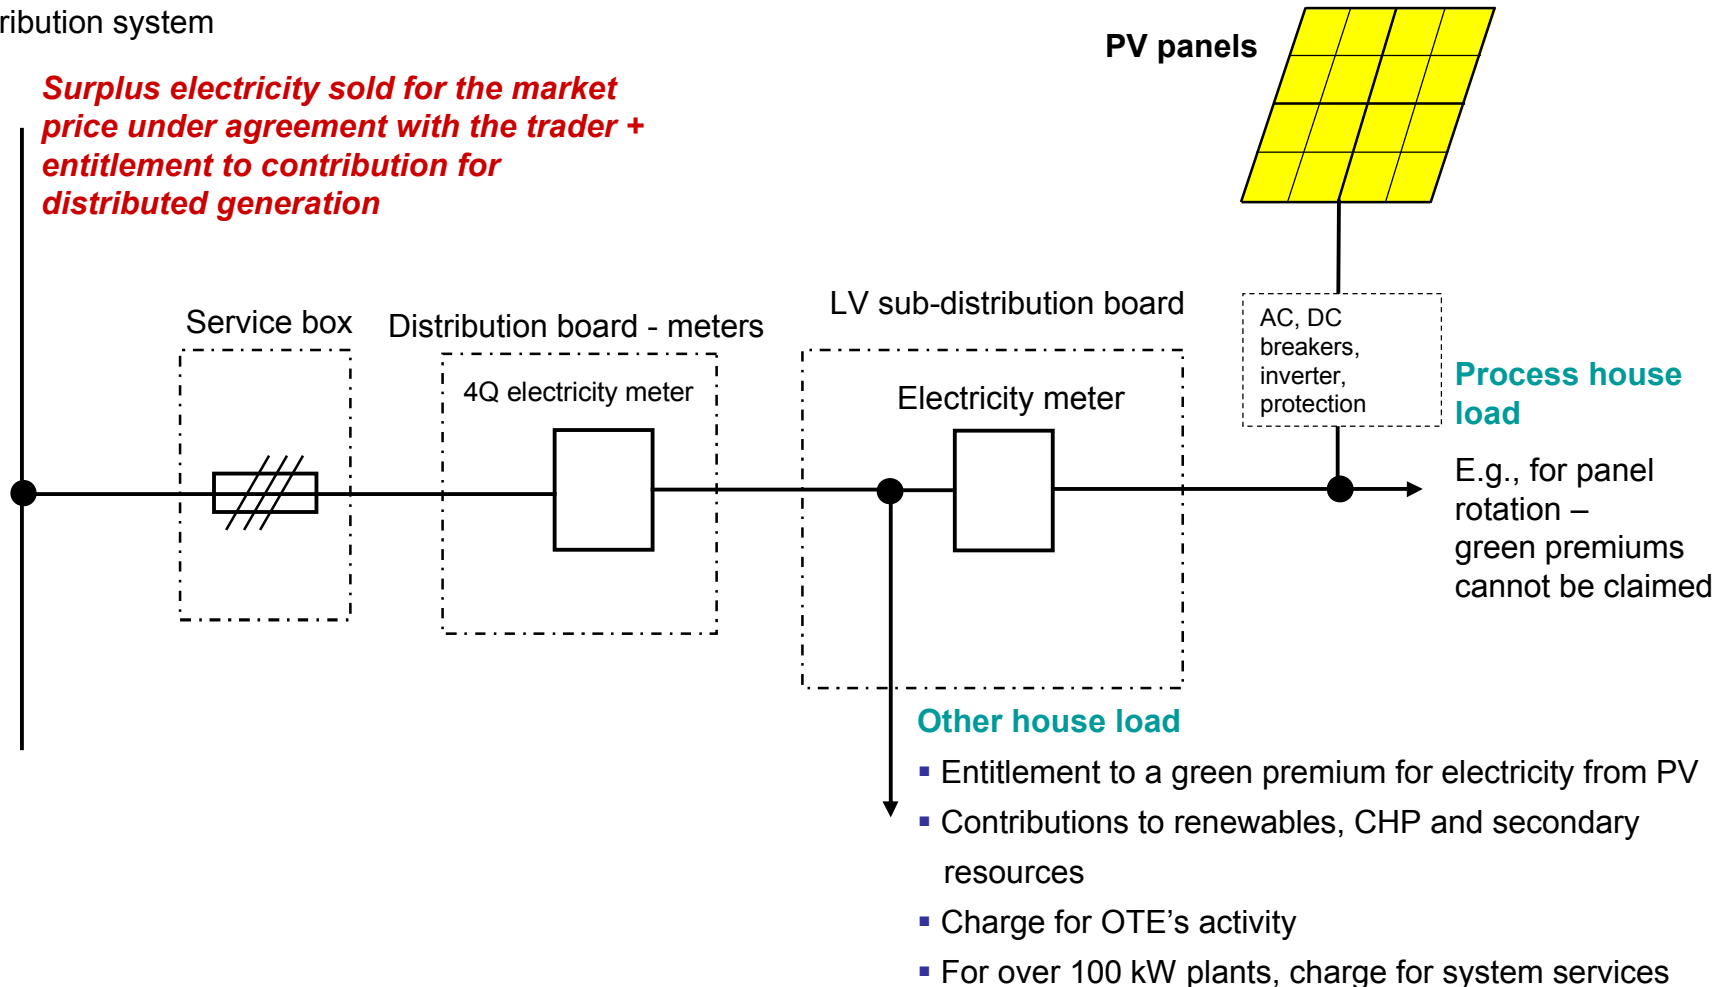 ribution system
PV panels
Surplus electricity sold for the market
price under agreement with the trader +
entitlement to contribution for
distributed generation
Service box
Distribution board - meters
4Q electricity meter
LV sub-distribution board
Electricity meter
AC, DC
breakers,
inverter,
protection
Process house
load
E.g., for panel
rotation –
green premiums
cannot be claimed
Other house load
▪ Entitlement to a green premium for electricity from PV
▪ Contributions to renewables, CHP and secondary
resources
▪ Charge for OTE’s activity
▪ For over 100 kW plants, charge for system services